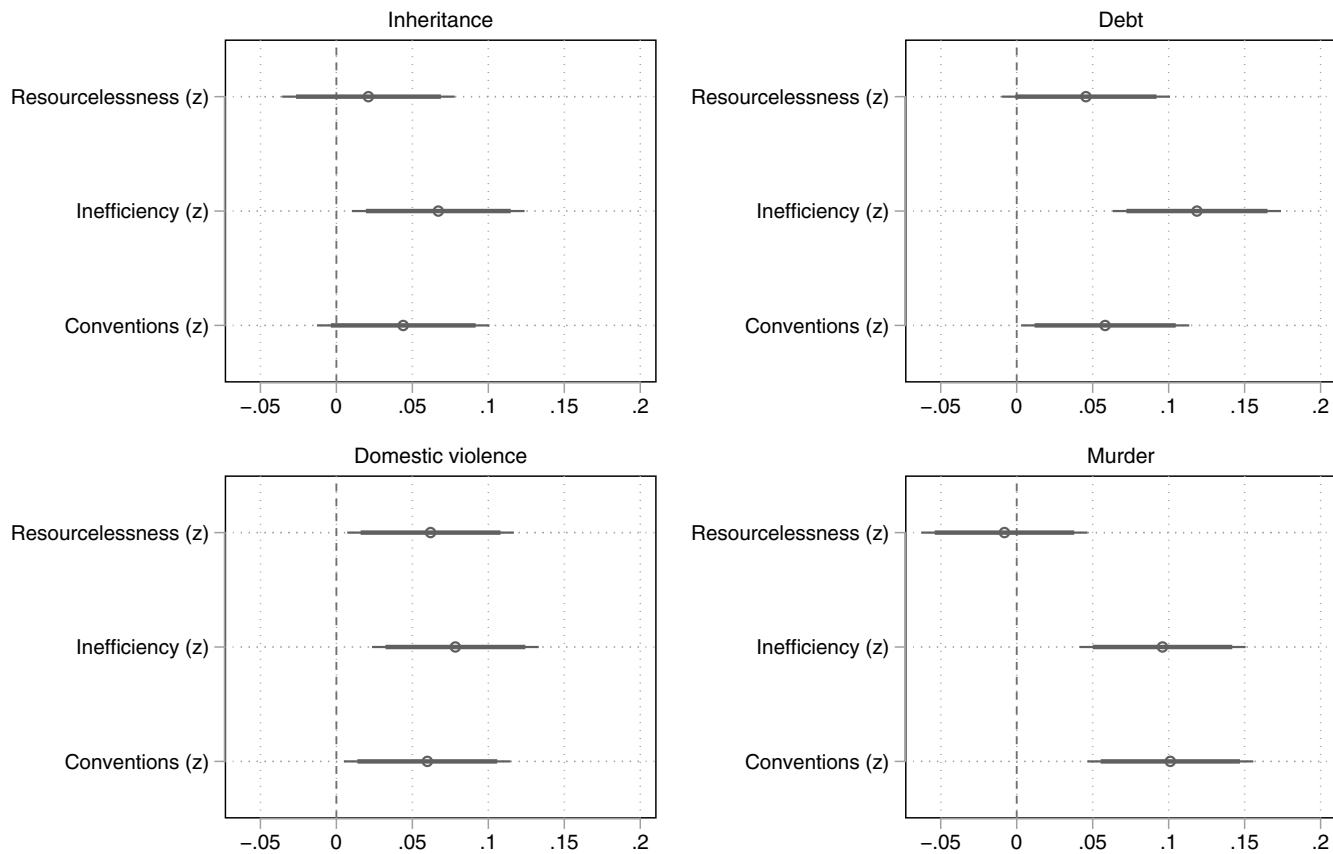 Inheritance
Resourcelessness (z)
Inefficiency (z)
Conventions (z)
−.05 0 .05 .1 .15 .2
Debt
Resourcelessness (z)
Inefficiency (z)
Conventions (z)
−.05 0 .05 .1 .15 .2
Domestic violence
Resourcelessness (z)
Inefficiency (z)
Conventions (z)
−.05 0 .05 .1 .15 .2
Murder
Resourcelessness (z)
Inefficiency (z)
Conventions (z)
−.05 0 .05 .1 .15 .2